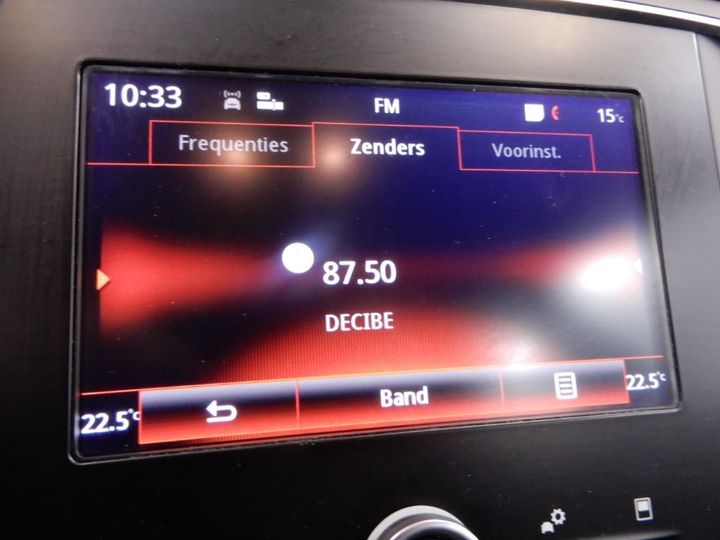 10:33 FM 15°C
Frequenties Zenders Voorinst.
87.50
DECIBE
22.5°C Band 22.5°C